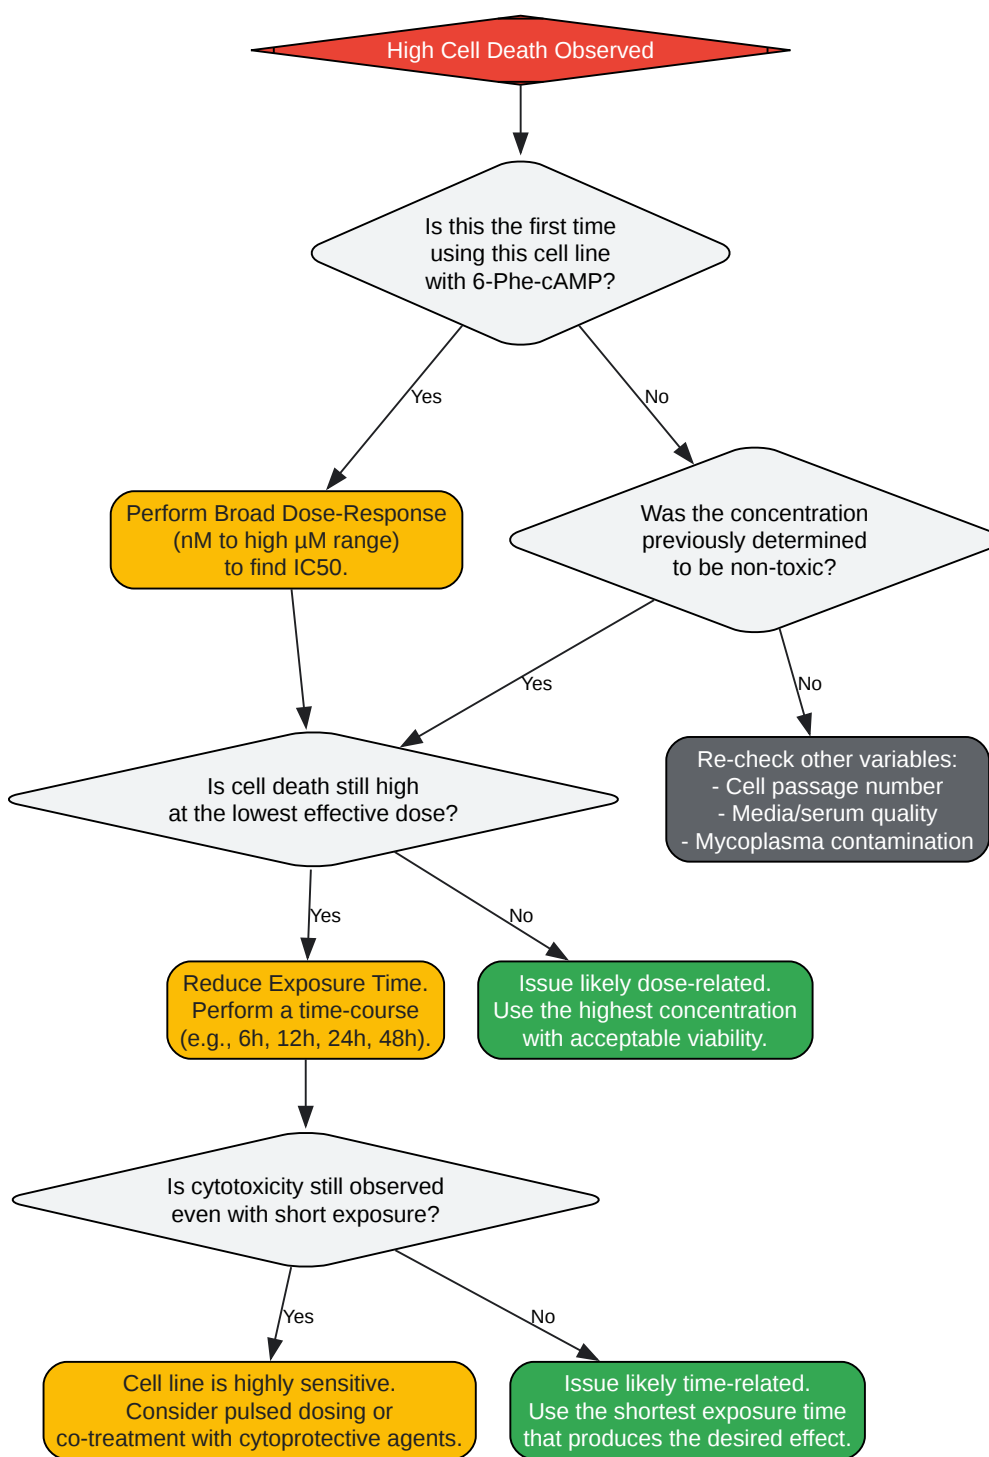 High Cell Death Observed
Is this the first time
using this cell line
with 6-Phe-cAMP?
Yes
No
Perform Broad Dose-Response
(nM to high µM range)
to find IC50.
Was the concentration
previously determined
to be non-toxic?
Yes
No
Is cell death still high
at the lowest effective dose?
Re-check other variables:
- Cell passage number
- Media/serum quality
- Mycoplasma contamination
Yes
No
Reduce Exposure Time.
Perform a time-course
(e.g., 6h, 12h, 24h, 48h).
Issue likely dose-related.
Use the highest concentration
with acceptable viability.
Is cytotoxicity still observed
even with short exposure?
Yes
No
Cell line is highly sensitive.
Consider pulsed dosing or
co-treatment with cytoprotective agents.
Issue likely time-related.
Use the shortest exposure time
that produces the desired effect.